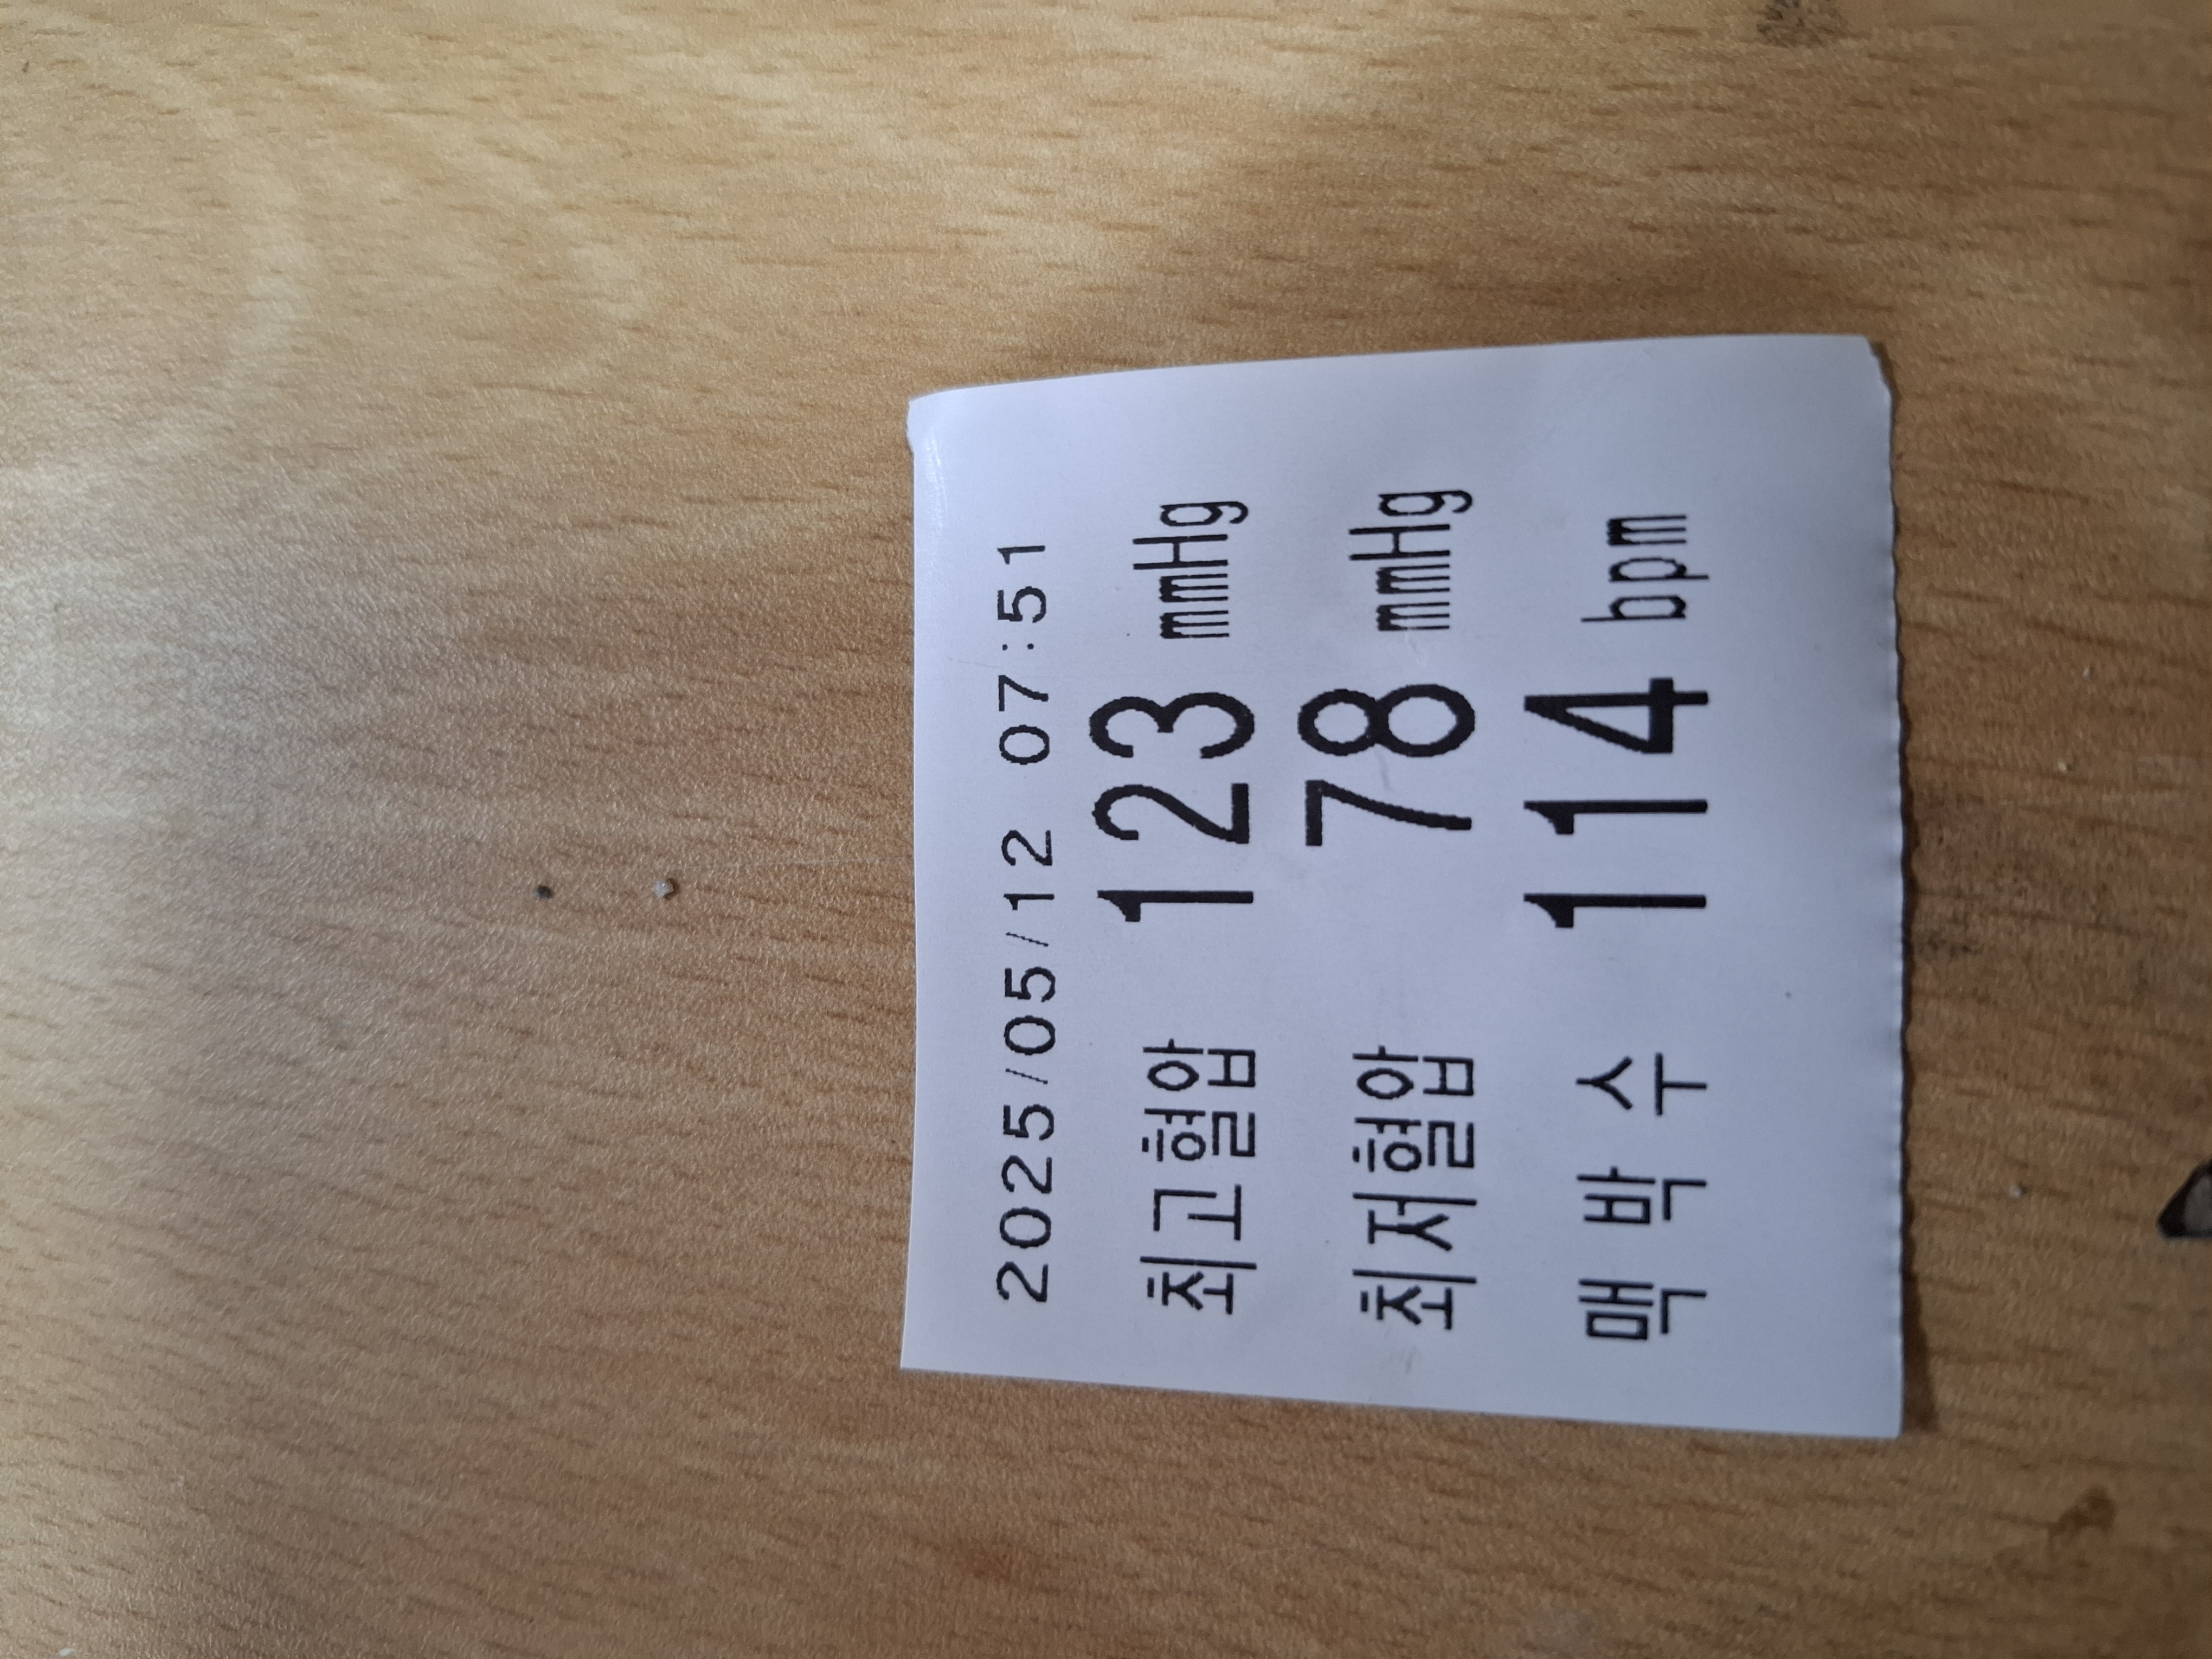 2025/05/12 07:51
최고혈압 123 mmHg
최저혈압 78 mmHg
맥 박 수 114 bpm